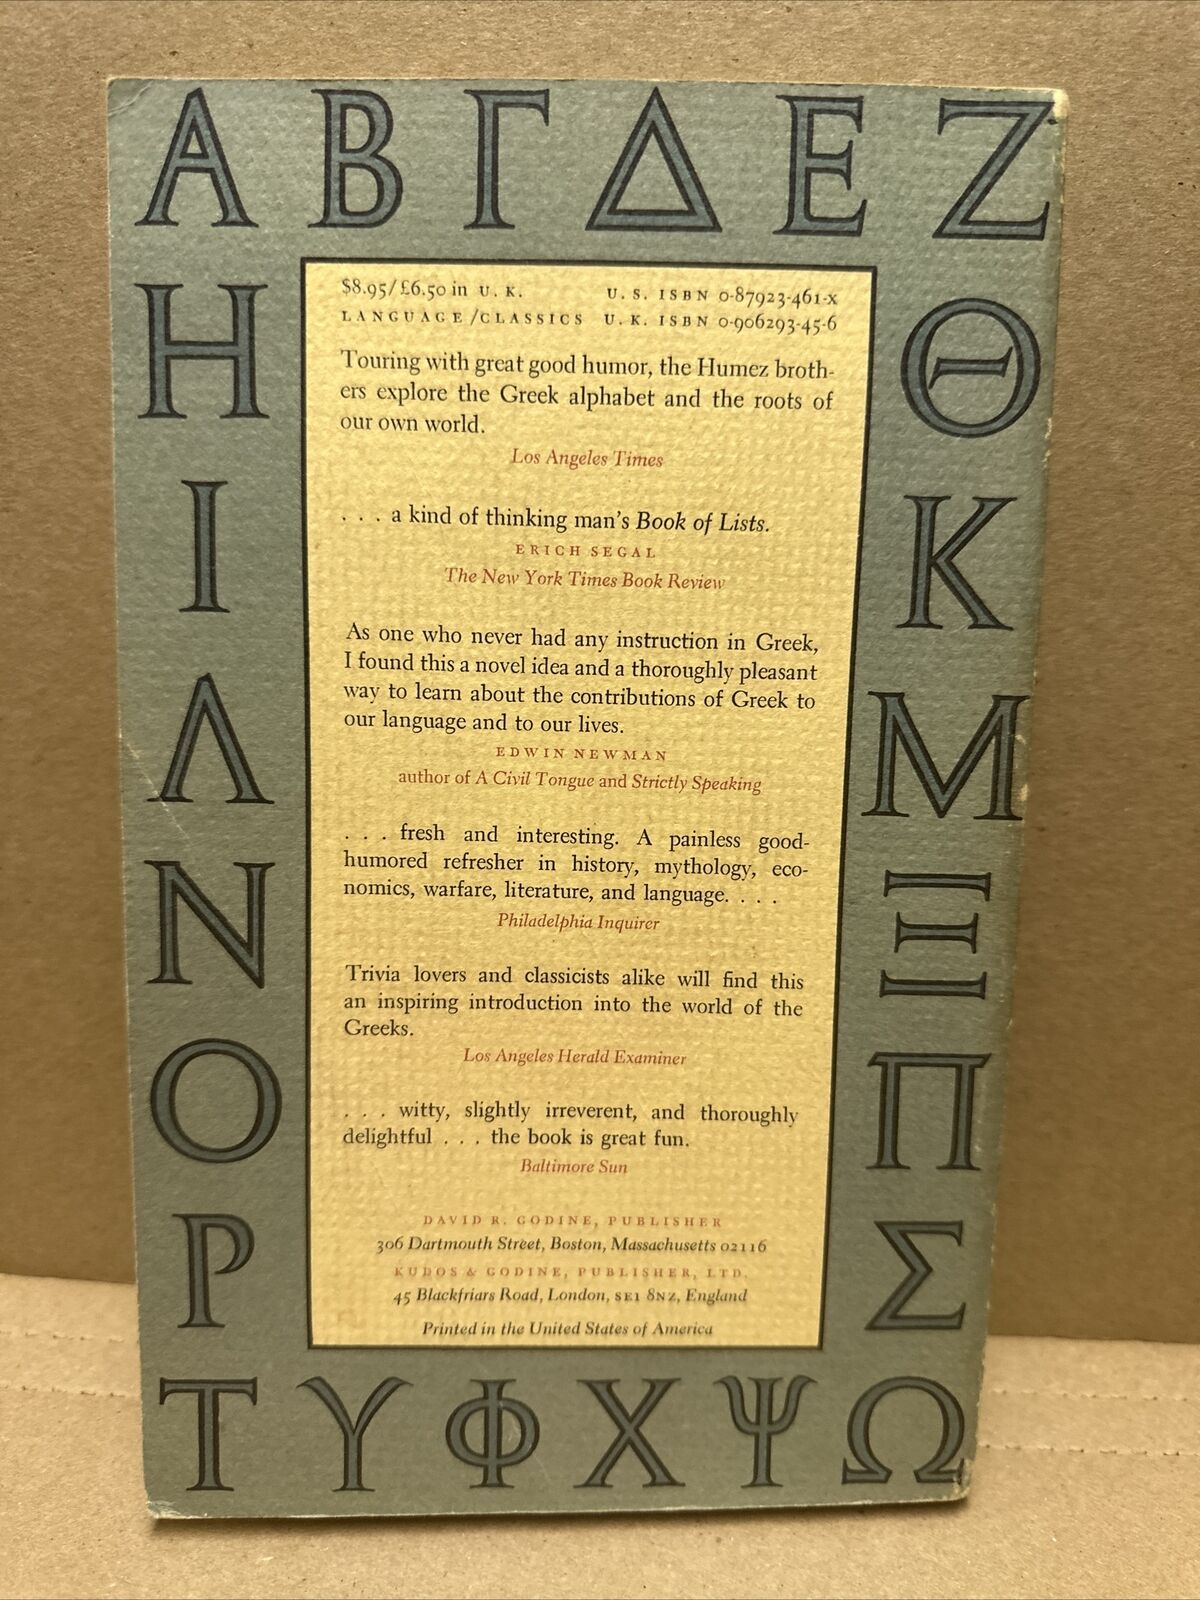 Α Β Γ Δ Ε Ζ
Η Θ
Ι Κ
Λ Μ
Ν Ξ
Ο Π
Ρ Σ
Τ Υ Φ Χ Ψ Ω
$8.95/£6.50 in U. K. U. S. ISBN 0-87923-461-X
LANGUAGE/CLASSICS U. K. ISBN 0-906293-45-6
Touring with great good humor, the Humez broth-
ers explore the Greek alphabet and the roots of
our own world.
Los Angeles Times
. . . a kind of thinking man's Book of Lists.
ERICH SEGAL
The New York Times Book Review
As one who never had any instruction in Greek,
I found this a novel idea and a thoroughly pleasant
way to learn about the contributions of Greek to
our language and to our lives.
EDWIN NEWMAN
author of A Civil Tongue and Strictly Speaking
. . . fresh and interesting. A painless good-
humored refresher in history, mythology, eco-
nomics, warfare, literature, and language. . . .
Philadelphia Inquirer
Trivia lovers and classicists alike will find this
an inspiring introduction into the world of the
Greeks.
Los Angeles Herald Examiner
. . . witty, slightly irreverent, and thoroughly
delightful . . . the book is great fun.
Baltimore Sun
DAVID R. GODINE, PUBLISHER
306 Dartmouth Street, Boston, Massachusetts 02116
KUDOS & GODINE, PUBLISHER, LTD.
45 Blackfriars Road, London, SE1 8NZ, England
Printed in the United States of America